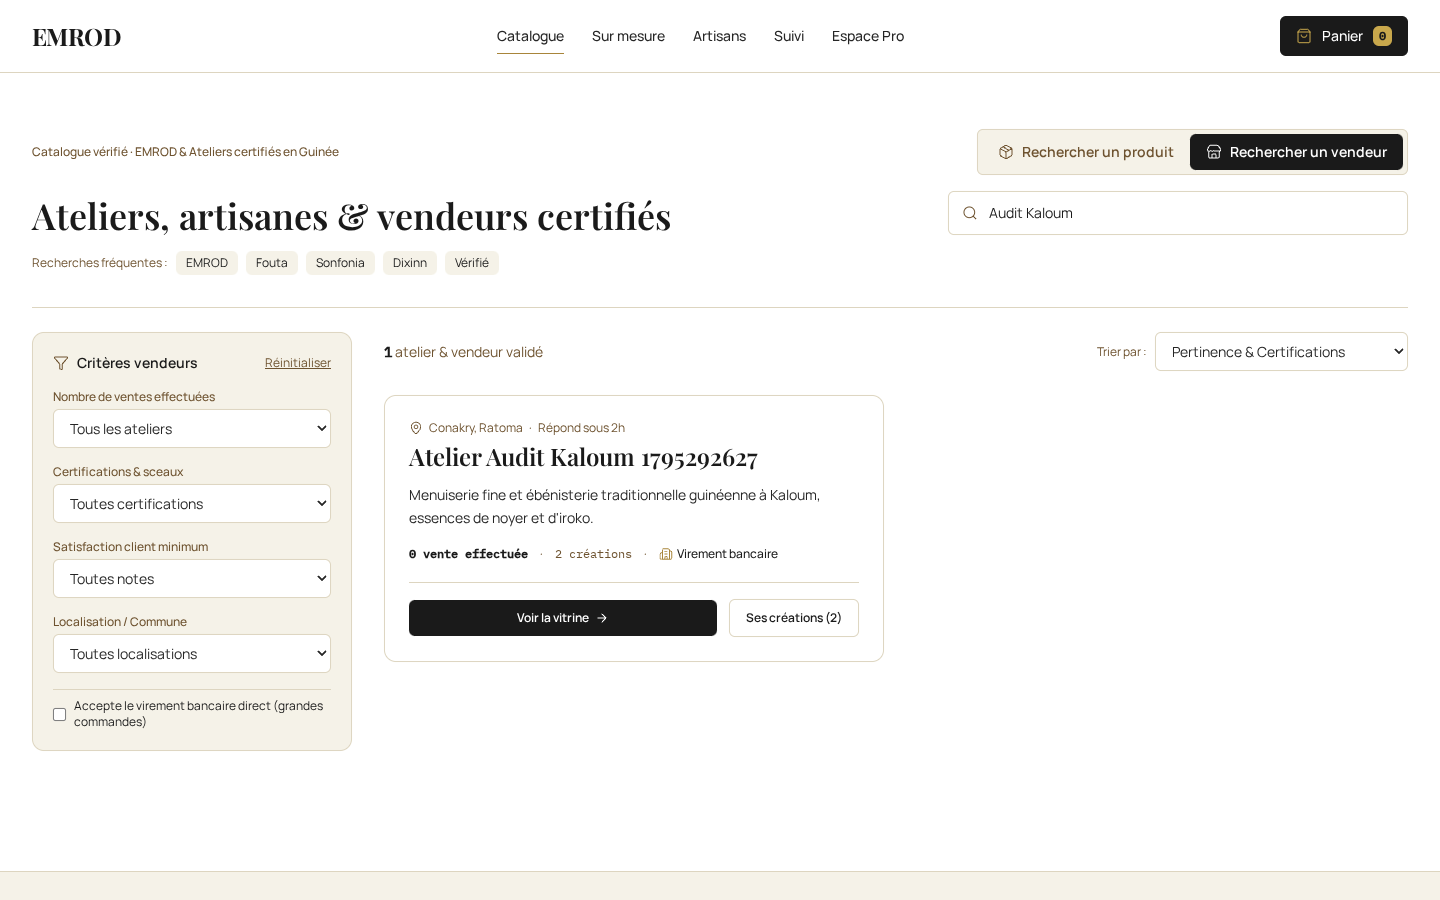 EMROD
Catalogue
Sur mesure
Artisans
Suivi
Espace Pro
Panier 0
Catalogue vérifié · EMROD & Ateliers certifiés en Guinée
Rechercher un produit
Rechercher un vendeur
Ateliers, artisanes & vendeurs certifiés
Audit Kaloum
Recherches fréquentes :
EMROD
Fouta
Sonfonia
Dixinn
Vérifié
Critères vendeurs
Réinitialiser
Nombre de ventes effectuées
Tous les ateliers
Certifications & sceaux
Toutes certifications
Satisfaction client minimum
Toutes notes
Localisation / Commune
Toutes localisations
Accepte le virement bancaire direct (grandes
commandes)
1 atelier & vendeur validé
Trier par :
Pertinence & Certifications
Conakry, Ratoma · Répond sous 2h
Atelier Audit Kaloum 1795292627
Menuiserie fine et ébénisterie traditionnelle guinéenne à Kaloum,
essences de noyer et d'iroko.
0 vente effectuée · 2 créations · Virement bancaire
Voir la vitrine →
Ses créations (2)